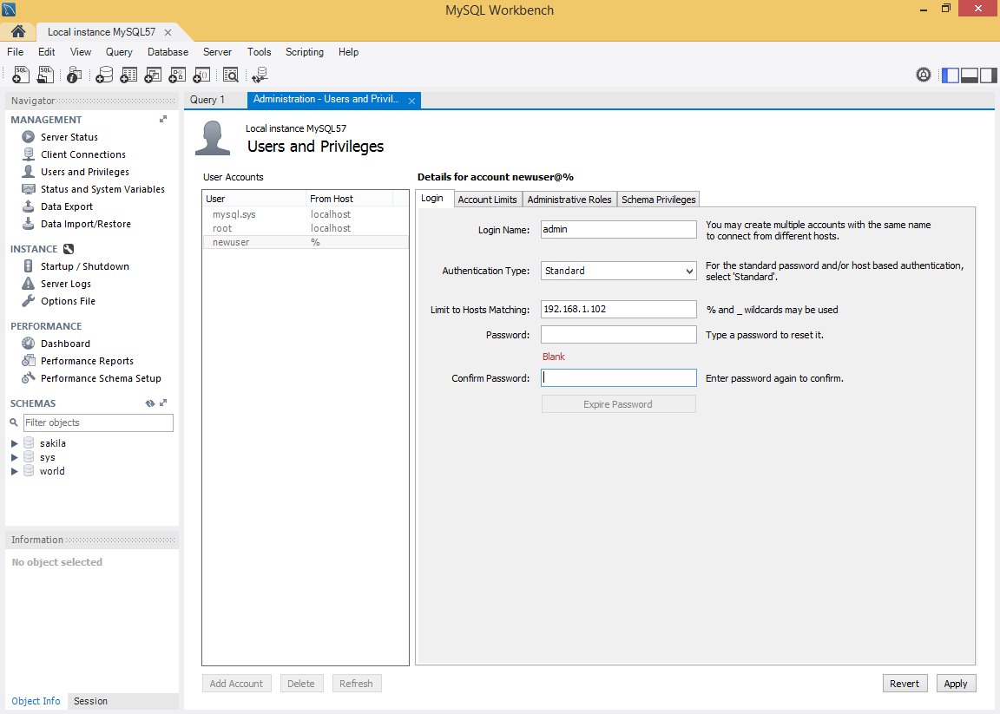 MySQL Workbench
Local instance MySQL57
File Edit View Query Database Server Tools Scripting Help
Navigator
MANAGEMENT
Server Status
Client Connections
Users and Privileges
Status and System Variables
Data Export
Data Import/Restore
INSTANCE
Startup / Shutdown
Server Logs
Options File
PERFORMANCE
Dashboard
Performance Reports
Performance Schema Setup
SCHEMAS
Filter objects
sakila
sys
world
Information
No object selected
Object Info Session
Query 1 Administration - Users and Privil...
Local instance MySQL57
Users and Privileges
User Accounts
User From Host
mysql.sys localhost
root localhost
newuser %
Add Account Delete Refresh
Details for account newuser@%
Login Account Limits Administrative Roles Schema Privileges
Login Name: admin You may create multiple accounts with the same name
to connect from different hosts.
Authentication Type: Standard For the standard password and/or host based authentication,
select 'Standard'.
Limit to Hosts Matching: 192.168.1.102 % and _ wildcards may be used
Password: Type a password to reset it.
Blank
Confirm Password: Enter password again to confirm.
Expire Password
Revert Apply